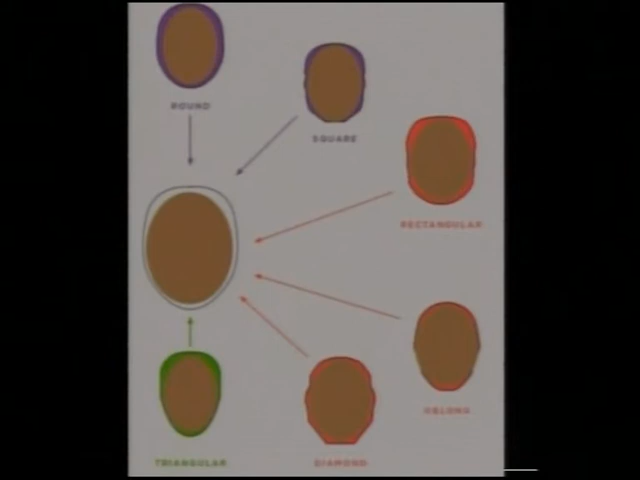 ROUND
SQUARE
RECTANGULAR
OBLONG
TRIANGULAR
DIAMOND